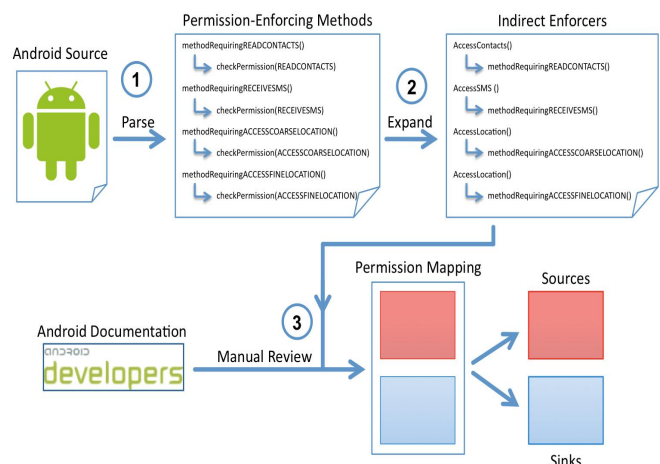 Permission-Enforcing Methods
Indirect Enforcers
Android Source
1
Parse
methodRequiringREADCONTACTS()
checkPermission(READCONTACTS)
methodRequiringRECEIVESMS()
checkPermission(RECEIVESMS)
methodRequiringACCESSCOARSELOCATION()
checkPermission(ACCESSCOARSELOCATION)
methodRequiringACCESSFINELOCATION()
checkPermission(ACCESSFINELOCATION)
2
Expand
AccessContacts()
methodRequiringREADCONTACTS()
AccessSMS ()
methodRequiringRECEIVESMS()
AccessLocation()
methodRequiringACCESSCOARSELOCATION()
AccessLocation()
methodRequiringACCESSFINELOCATION()
Permission Mapping
Sources
3
Android Documentation
android
developers
Manual Review
Sinks